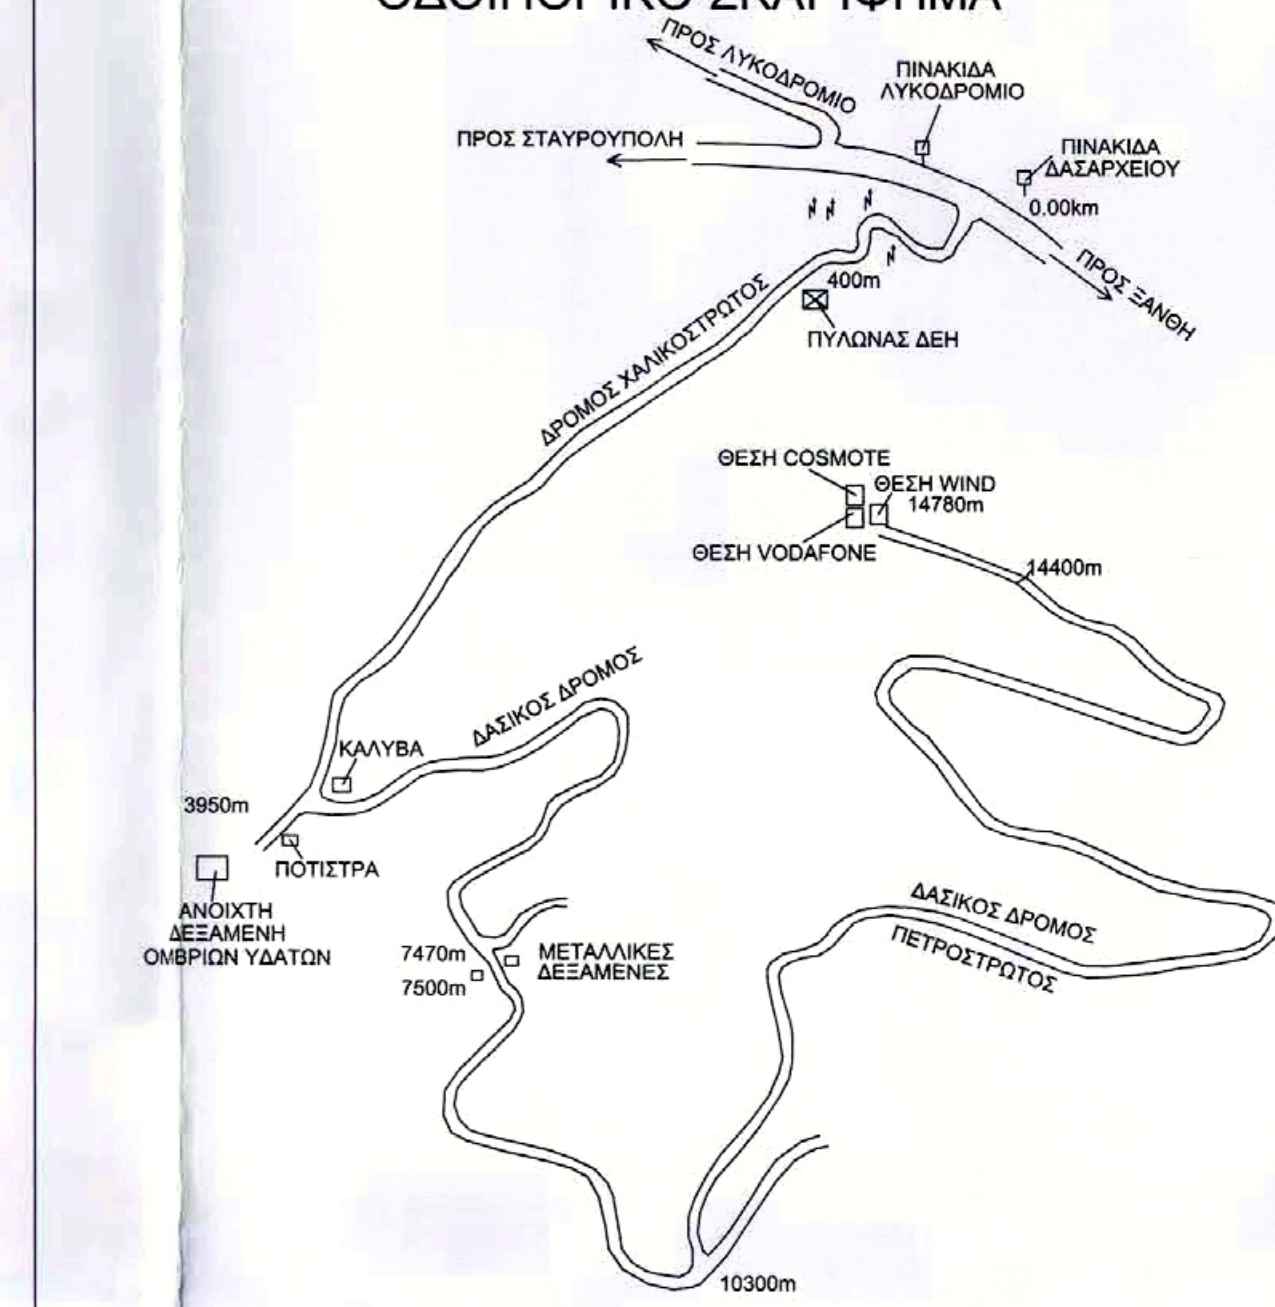 ΟΔΟΙΠΟΡΙΚΟ ΣΚΑΡΙΦΗΜΑ
ΠΡΟΣ ΛΥΚΟΔΡΟΜΙΟ
ΠΙΝΑΚΙΔΑ
ΛΥΚΟΔΡΟΜΙΟ
ΠΡΟΣ ΣΤΑΥΡΟΥΠΟΛΗ
ΠΙΝΑΚΙΔΑ
ΔΑΣΑΡΧΕΙΟΥ
0.00km
ΠΡΟΣ ΞΑΝΘΗ
400m
ΠΥΛΩΝΑΣ ΔΕΗ
ΔΡΟΜΟΣ ΧΑΛΙΚΟΣΤΡΩΤΟΣ
ΘΕΣΗ COSMOTE
ΘΕΣΗ WIND
14780m
ΘΕΣΗ VODAFONE
14400m
ΔΑΣΙΚΟΣ ΔΡΟΜΟΣ
ΚΑΛΥΒΑ
3950m
ΠΟΤΙΣΤΡΑ
ΑΝΟΙΧΤΗ
ΔΕΞΑΜΕΝΗ
ΟΜΒΡΙΩΝ ΥΔΑΤΩΝ
ΔΑΣΙΚΟΣ ΔΡΟΜΟΣ
ΠΕΤΡΟΣΤΡΩΤΟΣ
7470m
ΜΕΤΑΛΛΙΚΕΣ
ΔΕΞΑΜΕΝΕΣ
7500m
10300m